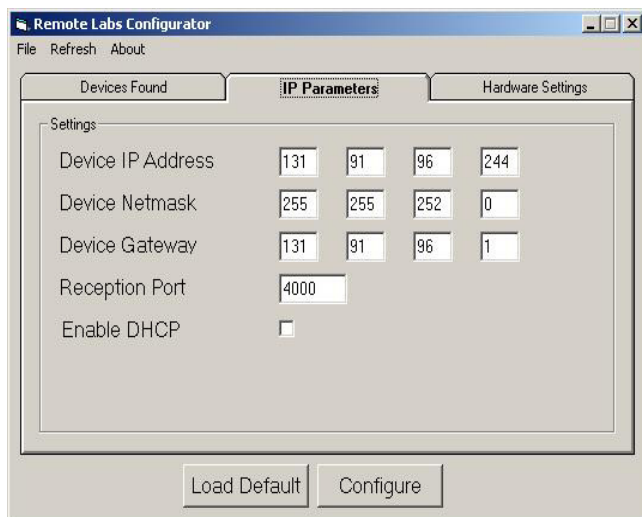 Remote Labs Configurator
File Refresh About
Devices Found IP Parameters Hardware Settings
Settings
Device IP Address 131 91 96 244
Device Netmask 255 255 252 0
Device Gateway 131 91 96 1
Reception Port 4000
Enable DHCP
Load Default Configure